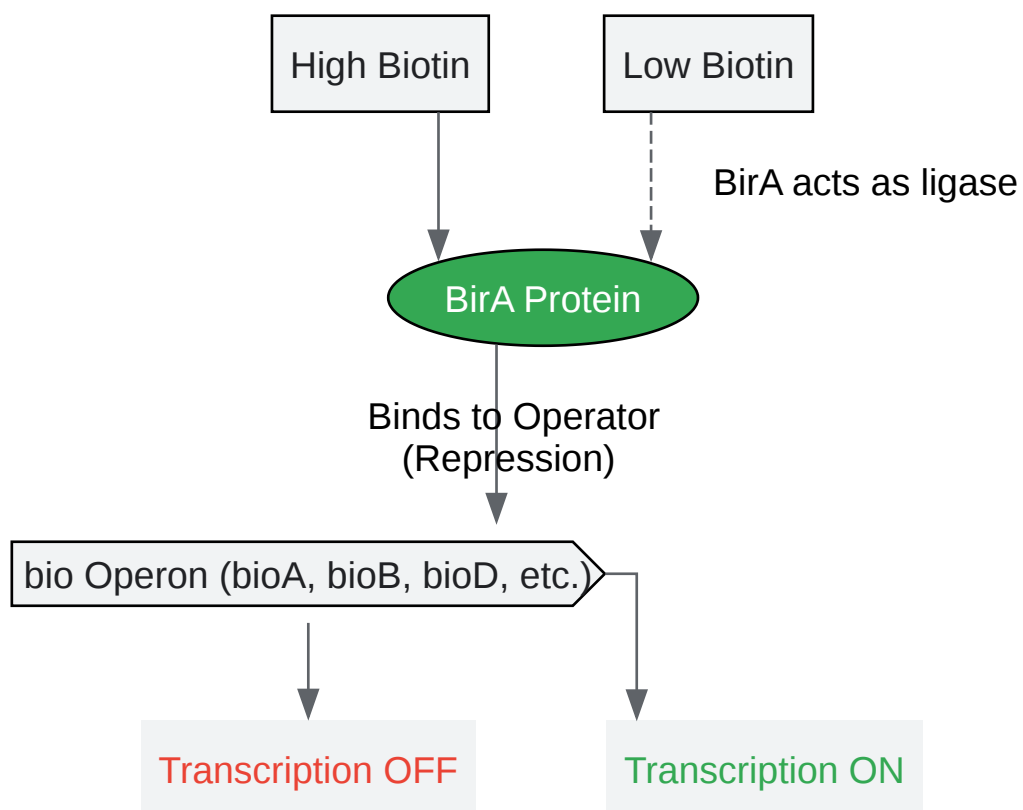 High Biotin
Low Biotin
BirA acts as ligase
BirA Protein
Binds to Operator
(Repression)
bio Operon (bioA, bioB, bioD, etc.)
Transcription OFF
Transcription ON